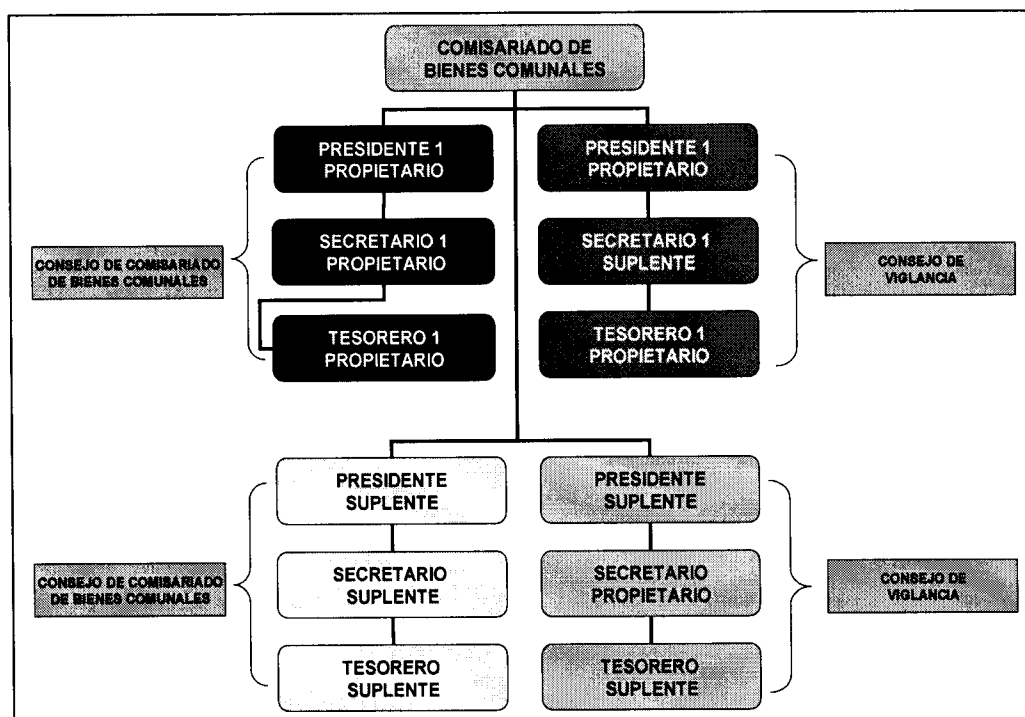 COMISARIADO DE
BIENES COMUNALES
PRESIDENTE 1
PROPIETARIO
PRESIDENTE 1
PROPIETARIO
CONSEJO DE COMISARIADO
DE BIENES COMUNALES
SECRETARIO 1
PROPIETARIO
SECRETARIO 1
SUPLENTE
CONSEJO DE
VIGLANCIA
TESORERO 1
PROPIETARIO
TESORERO 1
PROPIETARIO
PRESIDENTE
SUPLENTE
PRESIDENTE
SUPLENTE
CONSEJO DE COMISARIADO
DE BIENES COMUNALES
SECRETARIO
SUPLENTE
SECRETARIO
PROPIETARIO
CONSEJO DE
VIGLANCIA
TESORERO
SUPLENTE
TESORERO
SUPLENTE